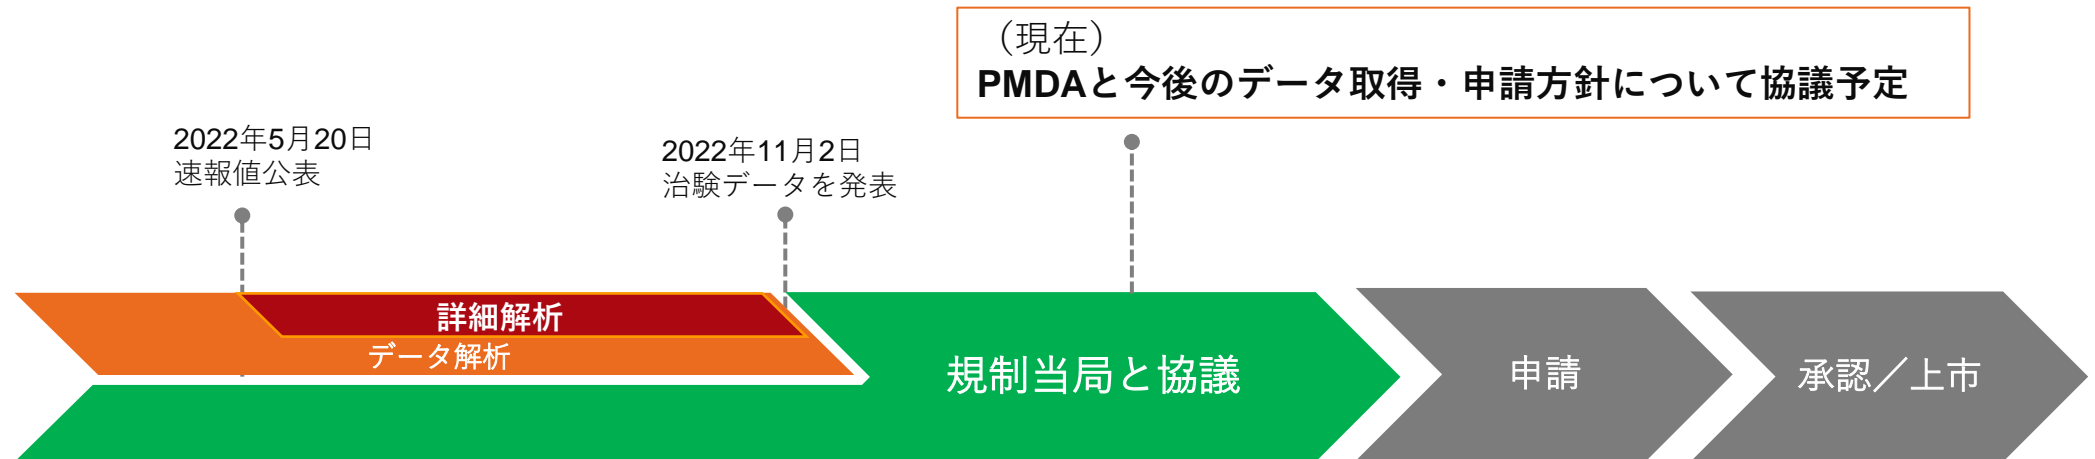 （現在）
PMDAと今後のデータ取得・申請方針について協議予定
2022年5月20日
速報値公表
2022年11月2日
治験データを発表
詳細解析
データ解析
規制当局と協議
申請
承認／上市